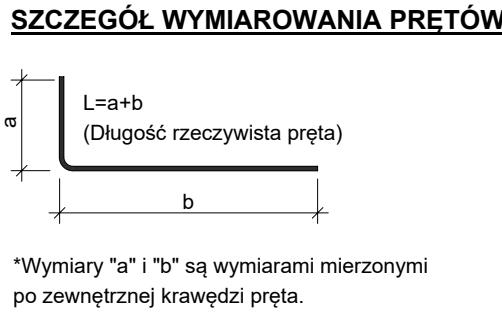 SZCZEGÓŁ WYMIAROWANIA PRĘTÓW
L=a+b
(Długość rzeczywista pręta)
a
b
*Wymiary "a" i "b" są wymiarami mierzonymi
po zewnętrznej krawędzi pręta.